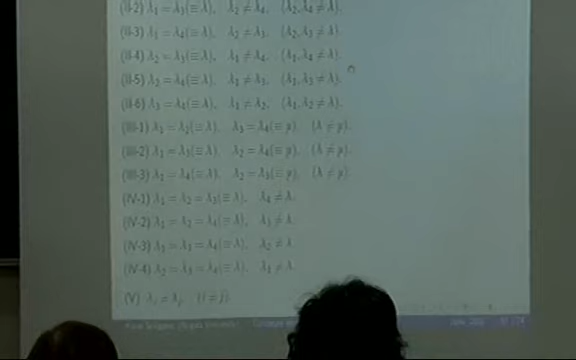 (II-2) λ₁ = λ₃(≡ λ), λ₂ ≠ λ₄, (λ₂, λ₄ ≠ λ).
(II-3) λ₁ = λ₄(≡ λ), λ₂ ≠ λ₃, (λ₂, λ₃ ≠ λ).
(II-4) λ₂ = λ₃(≡ λ), λ₁ ≠ λ₄, (λ₁, λ₄ ≠ λ).
(II-5) λ₂ = λ₄(≡ λ), λ₁ ≠ λ₃, (λ₁, λ₃ ≠ λ).
(II-6) λ₃ = λ₄(≡ λ), λ₁ ≠ λ₂, (λ₁, λ₂ ≠ λ).
(III-1) λ₁ = λ₂(≡ λ), λ₃ = λ₄(≡ μ), (λ ≠ μ).
(III-2) λ₁ = λ₃(≡ λ), λ₂ = λ₄(≡ μ), (λ ≠ μ).
(III-3) λ₁ = λ₄(≡ λ), λ₂ = λ₃(≡ μ), (λ ≠ μ).
(IV-1) λ₁ = λ₂ = λ₃(≡ λ), λ₄ ≠ λ.
(IV-2) λ₁ = λ₂ = λ₄(≡ λ), λ₃ ≠ λ.
(IV-3) λ₁ = λ₃ = λ₄(≡ λ), λ₂ ≠ λ.
(IV-4) λ₂ = λ₃ = λ₄(≡ λ), λ₁ ≠ λ.
(V) λᵢ ≠ λⱼ, (i ≠ j).